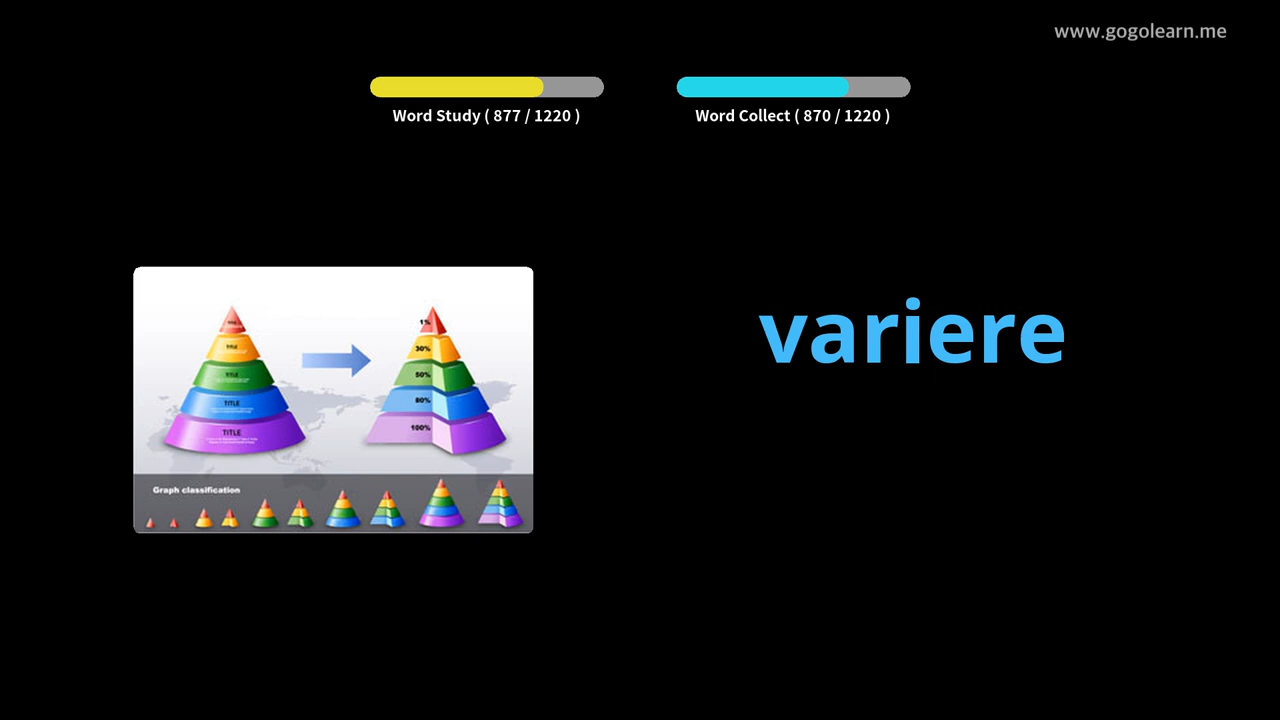 www.gogolearn.me
Word Study ( 877 / 1220 )
Word Collect ( 870 / 1220 )
variere
TITLE
TITLE
TITLE
TITLE
1%
30%
50%
80%
100%
Graph classification